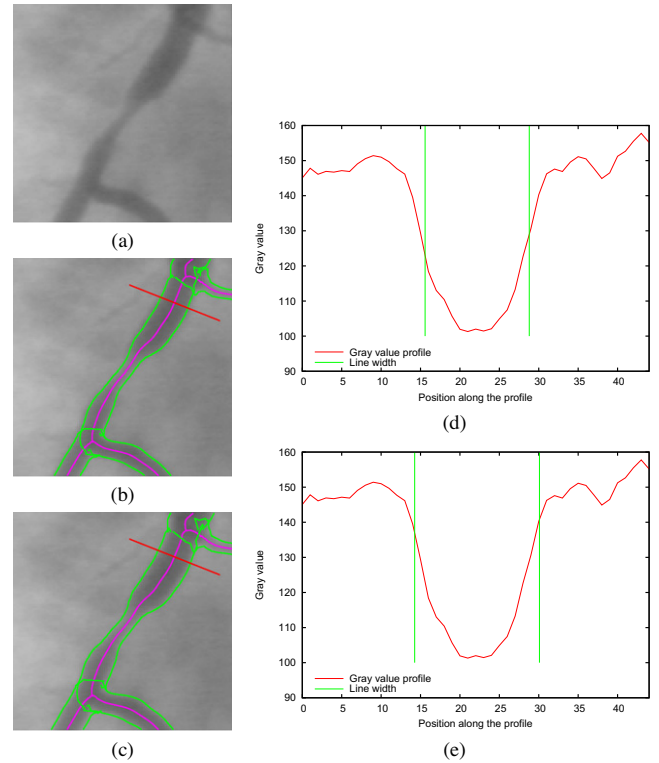 (a)
(b)
(c)
160
150
140
130
120
110
100
90
Gray value
Gray value profile
Line width
0 5 10 15 20 25 30 35 40
Position along the profile
(d)
160
150
140
130
120
110
100
90
Gray value
Gray value profile
Line width
0 5 10 15 20 25 30 35 40
Position along the profile
(e)